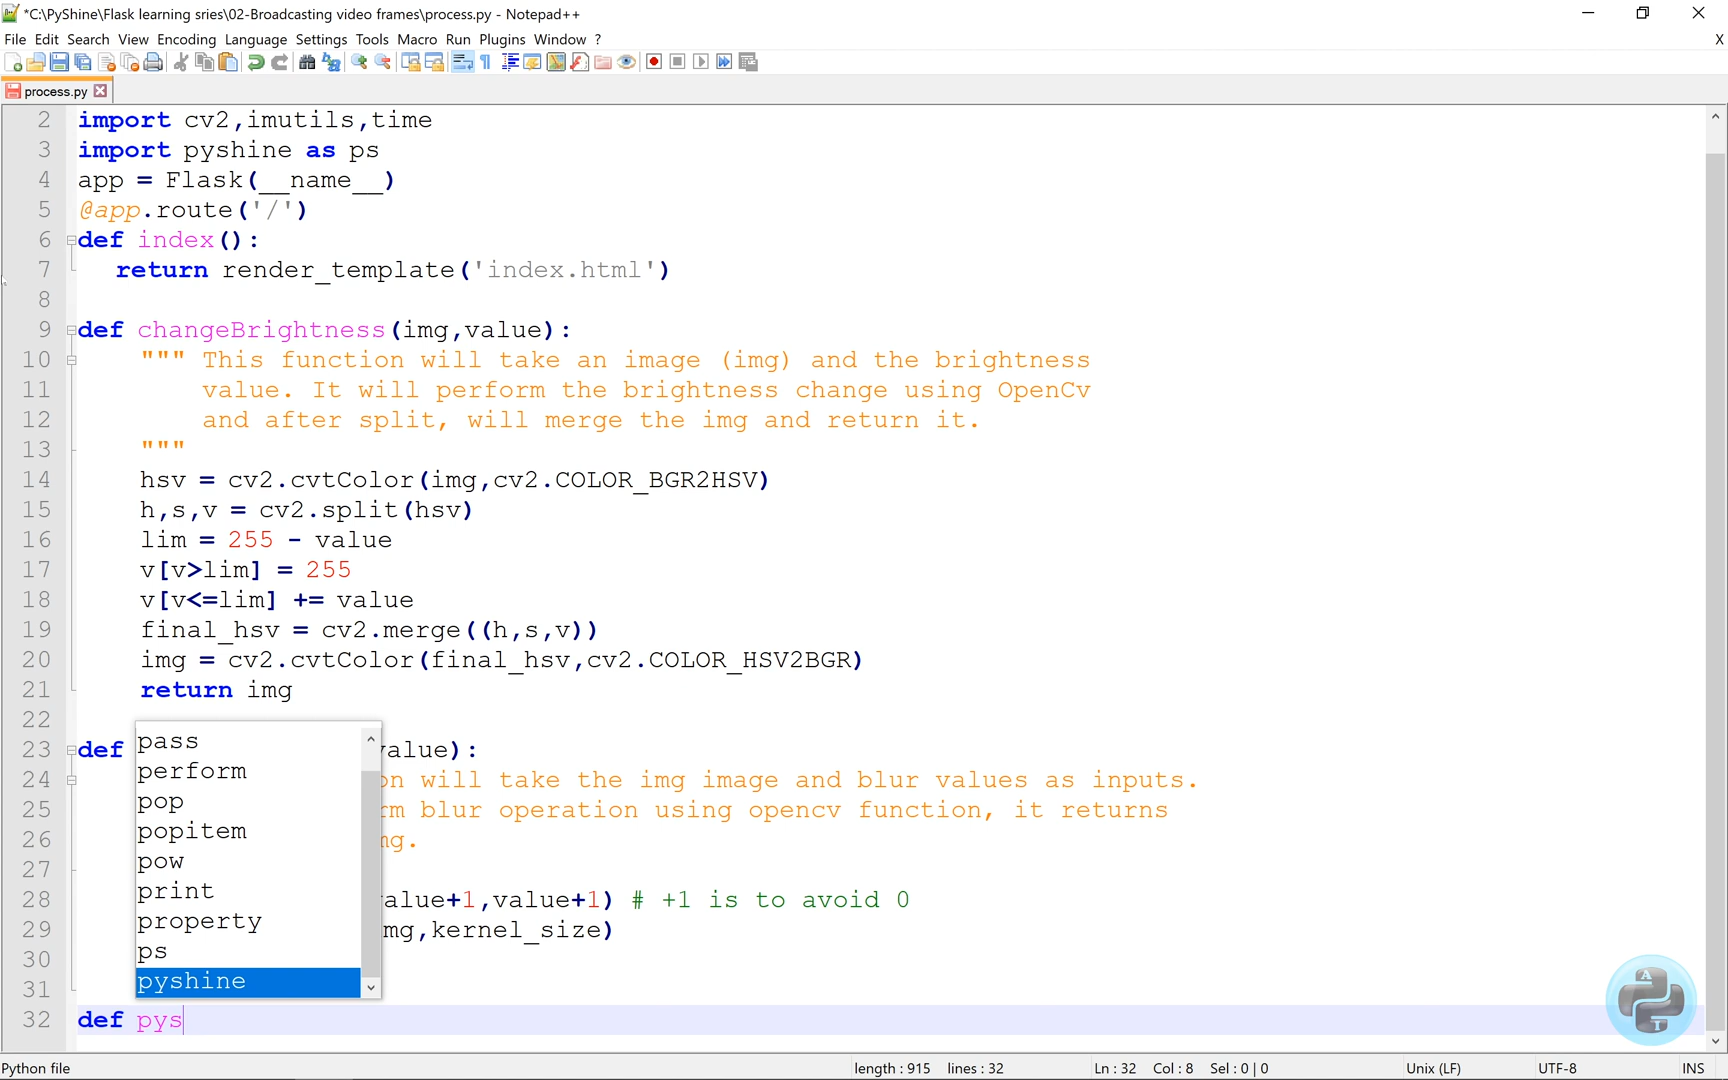 *C:\PyShine\Flask learning sries\02-Broadcasting video frames\process.py - Notepad++
File Edit Search View Encoding Language Settings Tools Macro Run Plugins Window ? X
process.py
2 import cv2,imutils,time
3 import pyshine as ps
4 app = Flask(__name__)
5 @app.route('/')
6 def index():
7 return render_template('index.html')
8
9 def changeBrightness(img,value):
10 """ This function will take an image (img) and the brightness
11 value. It will perform the brightness change using OpenCv
12 and after split, will merge the img and return it.
13 """
14 hsv = cv2.cvtColor(img,cv2.COLOR_BGR2HSV)
15 h,s,v = cv2.split(hsv)
16 lim = 255 - value
17 v[v>lim] = 255
18 v[v<=lim] += value
19 final_hsv = cv2.merge((h,s,v))
20 img = cv2.cvtColor(final_hsv,cv2.COLOR_HSV2BGR)
21 return img
22
23 def alue):
24 on will take the img image and blur values as inputs.
25 rm blur operation using opencv function, it returns
26 mg.
27
28 alue+1,value+1) # +1 is to avoid 0
29 mg,kernel_size)
30
31
32 def pys
pass
perform
pop
popitem
pow
print
property
ps
pyshine
A
T
Python file length : 915 lines : 32 Ln : 32 Col : 8 Sel : 0 | 0 Unix (LF) UTF-8 INS